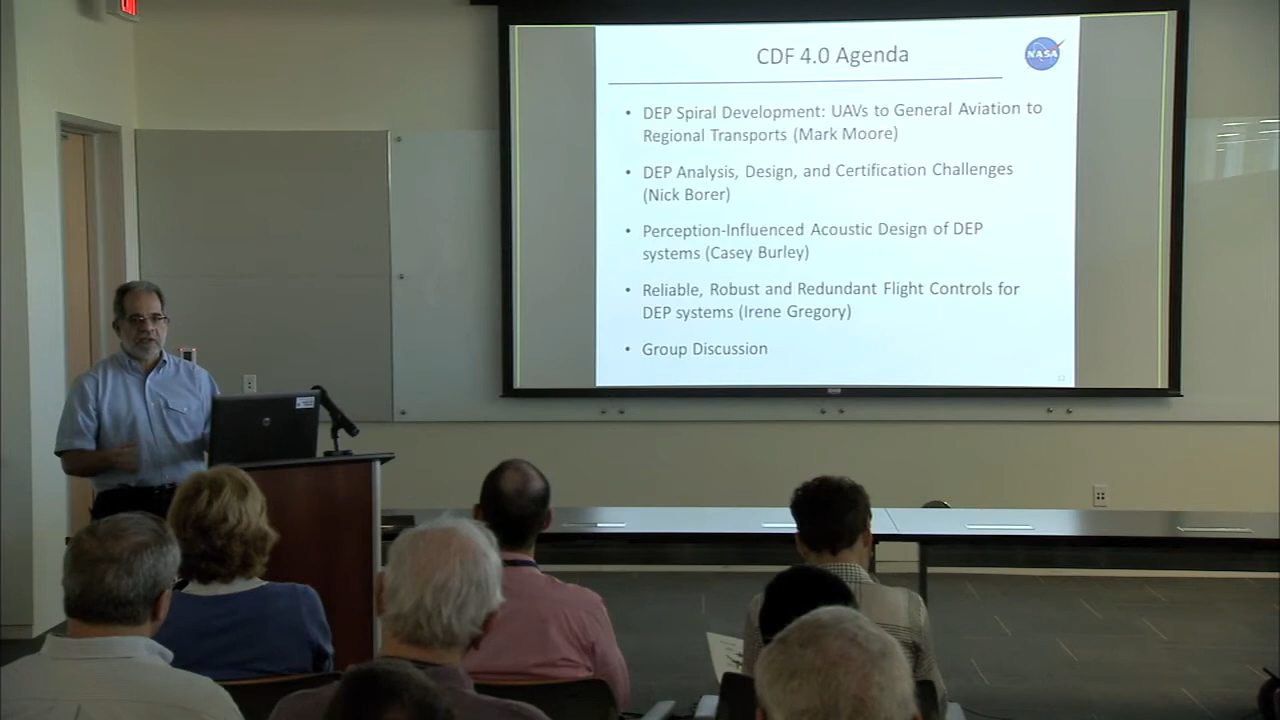 CDF 4.0 Agenda
NASA
• DEP Spiral Development: UAVs to General Aviation to
Regional Transports (Mark Moore)
• DEP Analysis, Design, and Certification Challenges
(Nick Borer)
• Perception-Influenced Acoustic Design of DEP
systems (Casey Burley)
• Reliable, Robust and Redundant Flight Controls for
DEP systems (Irene Gregory)
• Group Discussion